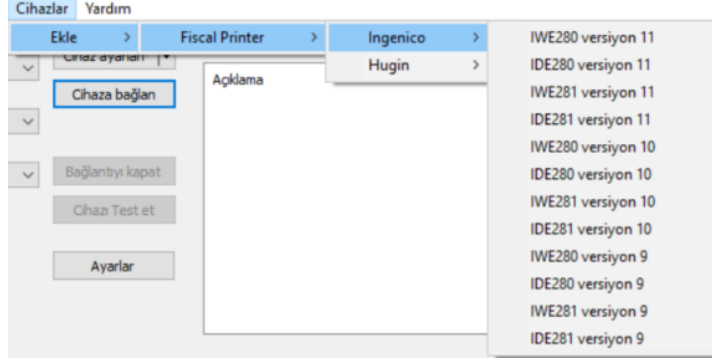 Cihazlar Yardım
Ekle > Fiscal Printer > Ingenico > IWE280 versiyon 11
Cihaz ayarları Hugin > IDE280 versiyon 11
Açıklama
Cihaza bağlan IWE281 versiyon 11
IDE281 versiyon 11
IWE280 versiyon 10
Bağlantıyı kapat IDE280 versiyon 10
IWE281 versiyon 10
Cihazı Test et IDE281 versiyon 10
IWE280 versiyon 9
Ayarlar IDE280 versiyon 9
IWE281 versiyon 9
IDE281 versiyon 9